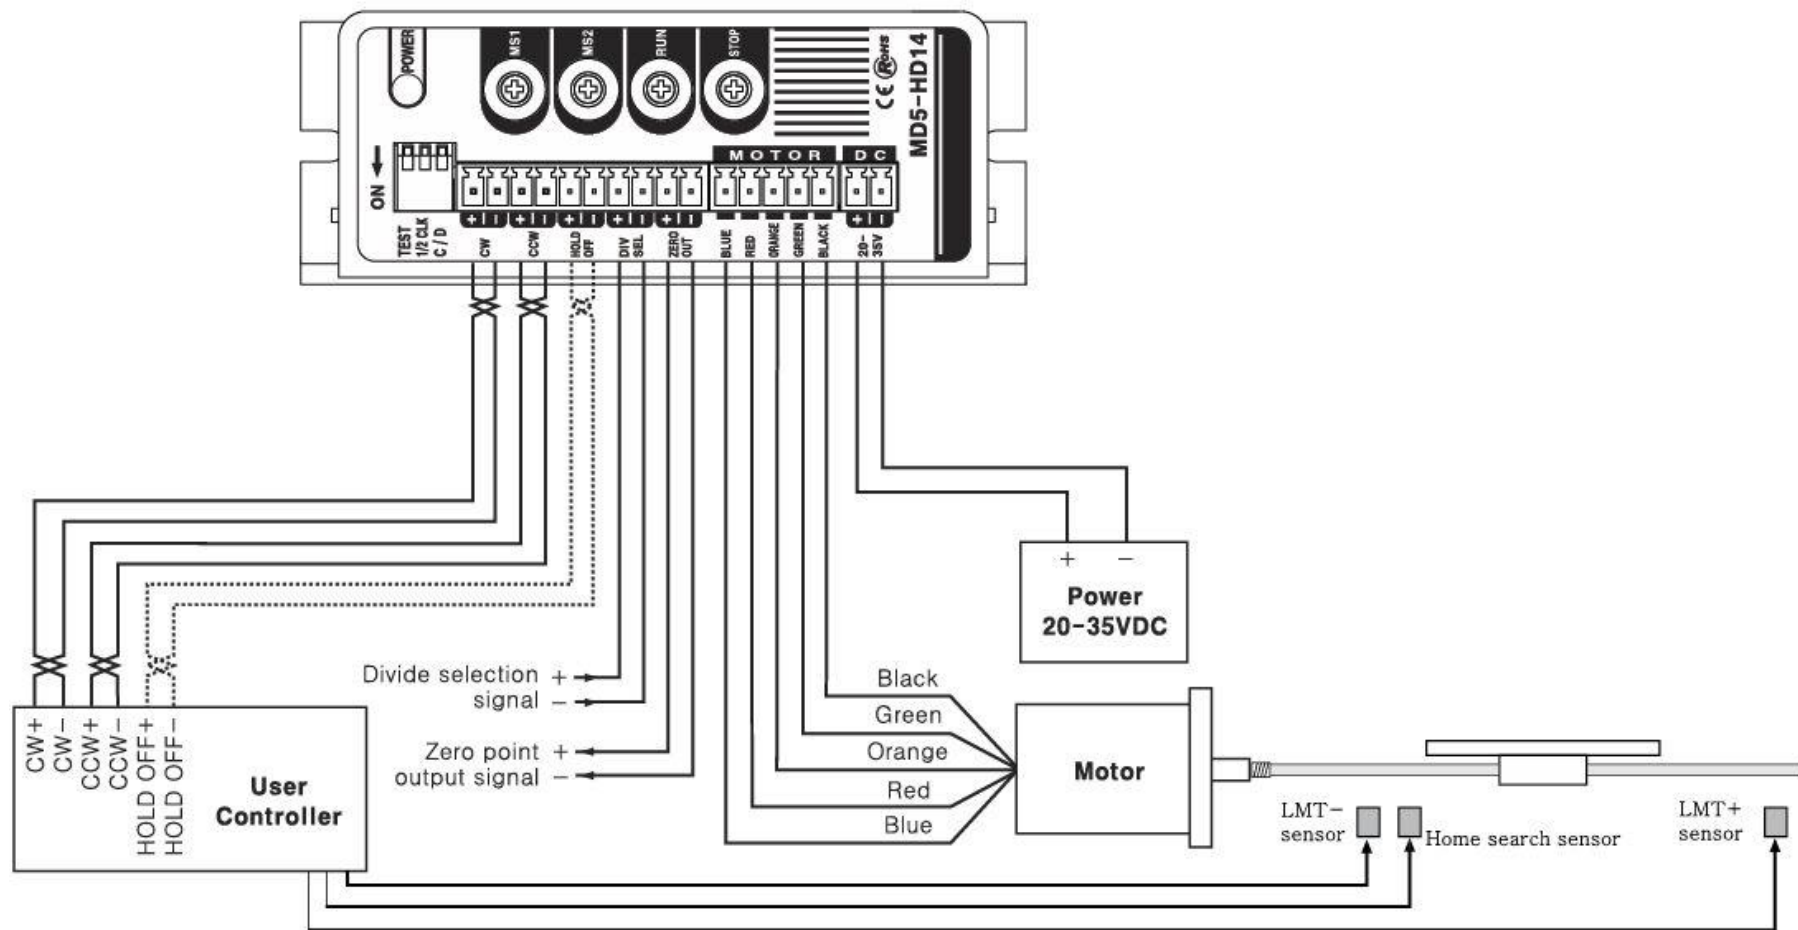 POWER
MS1
MS2
RUN
STOP
CE RoHS
MD5-HD14
ON
MOTOR
DC
+ - + - + - + - + -
+ -
TEST
1/2 CLK
C / D
CW
CCW
HOLD
OFF
DIV
SEL
ZERO
OUT
BLUE
RED
ORANGE
GREEN
BLACK
20-
35V
+ -
Power
20-35VDC
Divide selection +
signal -
Zero point +
output signal -
Black
Green
Orange
Red
Blue
Motor
CW+
CW-
CCW+
CCW-
HOLD OFF+
HOLD OFF-
User
Controller
LMT-
sensor
Home search sensor
LMT+
sensor